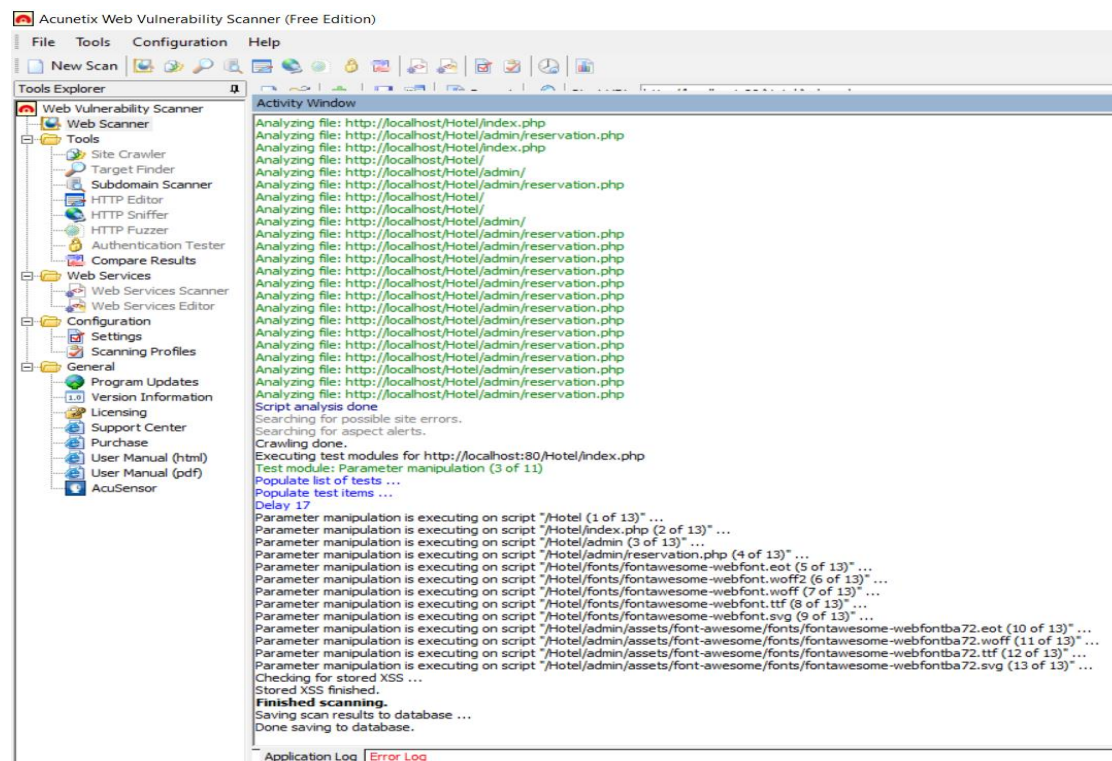 Acunetix Web Vulnerability Scanner (Free Edition)
File Tools Configuration Help
New Scan
Tools Explorer
Web Vulnerability Scanner
Web Scanner
Tools
Site Crawler
Target Finder
Subdomain Scanner
HTTP Editor
HTTP Sniffer
HTTP Fuzzer
Authentication Tester
Compare Results
Web Services
Web Services Scanner
Web Services Editor
Configuration
Settings
Scanning Profiles
General
Program Updates
Version Information
Licensing
Support Center
Purchase
User Manual (html)
User Manual (pdf)
AcuSensor
Activity Window
Analyzing file: http://localhost/Hotel/index.php
Analyzing file: http://localhost/Hotel/admin/reservation.php
Analyzing file: http://localhost/Hotel/index.php
Analyzing file: http://localhost/Hotel/
Analyzing file: http://localhost/Hotel/admin/
Analyzing file: http://localhost/Hotel/admin/reservation.php
Analyzing file: http://localhost/Hotel/
Analyzing file: http://localhost/Hotel/
Analyzing file: http://localhost/Hotel/admin/
Analyzing file: http://localhost/Hotel/admin/reservation.php
Analyzing file: http://localhost/Hotel/admin/reservation.php
Analyzing file: http://localhost/Hotel/admin/reservation.php
Analyzing file: http://localhost/Hotel/admin/reservation.php
Analyzing file: http://localhost/Hotel/admin/reservation.php
Analyzing file: http://localhost/Hotel/admin/reservation.php
Analyzing file: http://localhost/Hotel/admin/reservation.php
Analyzing file: http://localhost/Hotel/admin/reservation.php
Analyzing file: http://localhost/Hotel/admin/reservation.php
Analyzing file: http://localhost/Hotel/admin/reservation.php
Analyzing file: http://localhost/Hotel/admin/reservation.php
Analyzing file: http://localhost/Hotel/admin/reservation.php
Analyzing file: http://localhost/Hotel/admin/reservation.php
Analyzing file: http://localhost/Hotel/admin/reservation.php
Script analysis done
Searching for possible site errors.
Searching for aspect alerts.
Crawling done.
Executing test modules for http://localhost:80/Hotel/index.php
Test module: Parameter manipulation (3 of 11)
Populate list of tests ...
Populate test items ...
Delay 17
Parameter manipulation is executing on script "/Hotel (1 of 13)" ...
Parameter manipulation is executing on script "/Hotel/index.php (2 of 13)" ...
Parameter manipulation is executing on script "/Hotel/admin (3 of 13)" ...
Parameter manipulation is executing on script "/Hotel/admin/reservation.php (4 of 13)" ...
Parameter manipulation is executing on script "/Hotel/fonts/fontawesome-webfont.eot (5 of 13)" ...
Parameter manipulation is executing on script "/Hotel/fonts/fontawesome-webfont.woff2 (6 of 13)" ...
Parameter manipulation is executing on script "/Hotel/fonts/fontawesome-webfont.woff (7 of 13)" ...
Parameter manipulation is executing on script "/Hotel/fonts/fontawesome-webfont.ttf (8 of 13)" ...
Parameter manipulation is executing on script "/Hotel/fonts/fontawesome-webfont.svg (9 of 13)" ...
Parameter manipulation is executing on script "/Hotel/admin/assets/font-awesome/fonts/fontawesome-webfontba72.eot (10 of 13)" ...
Parameter manipulation is executing on script "/Hotel/admin/assets/font-awesome/fonts/fontawesome-webfontba72.woff (11 of 13)" ...
Parameter manipulation is executing on script "/Hotel/admin/assets/font-awesome/fonts/fontawesome-webfontba72.ttf (12 of 13)" ...
Parameter manipulation is executing on script "/Hotel/admin/assets/font-awesome/fonts/fontawesome-webfontba72.svg (13 of 13)" ...
Checking for stored XSS ...
Stored XSS finished.
Finished scanning.
Saving scan results to database ...
Done saving to database.
Application Log Error Log